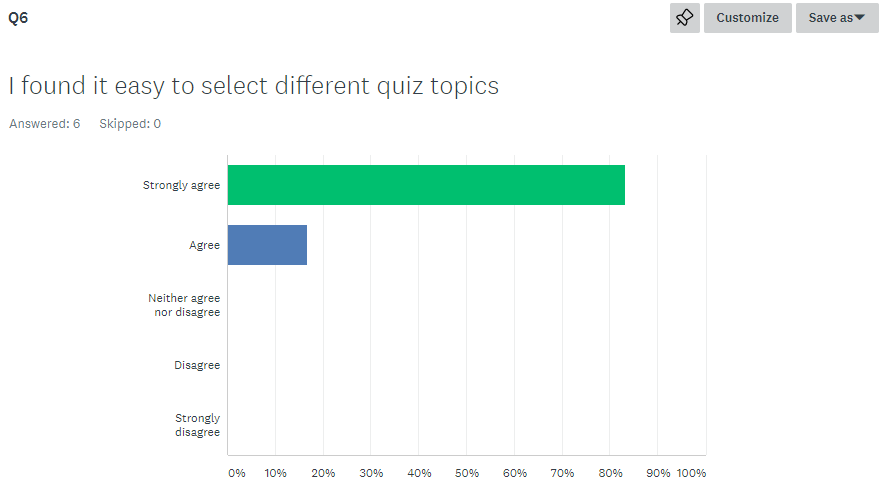 Q6
Customize
Save as
I found it easy to select different quiz topics
Answered: 6 Skipped: 0
Strongly agree
Agree
Neither agree
nor disagree
Disagree
Strongly
disagree
0% 10% 20% 30% 40% 50% 60% 70% 80% 90% 100%